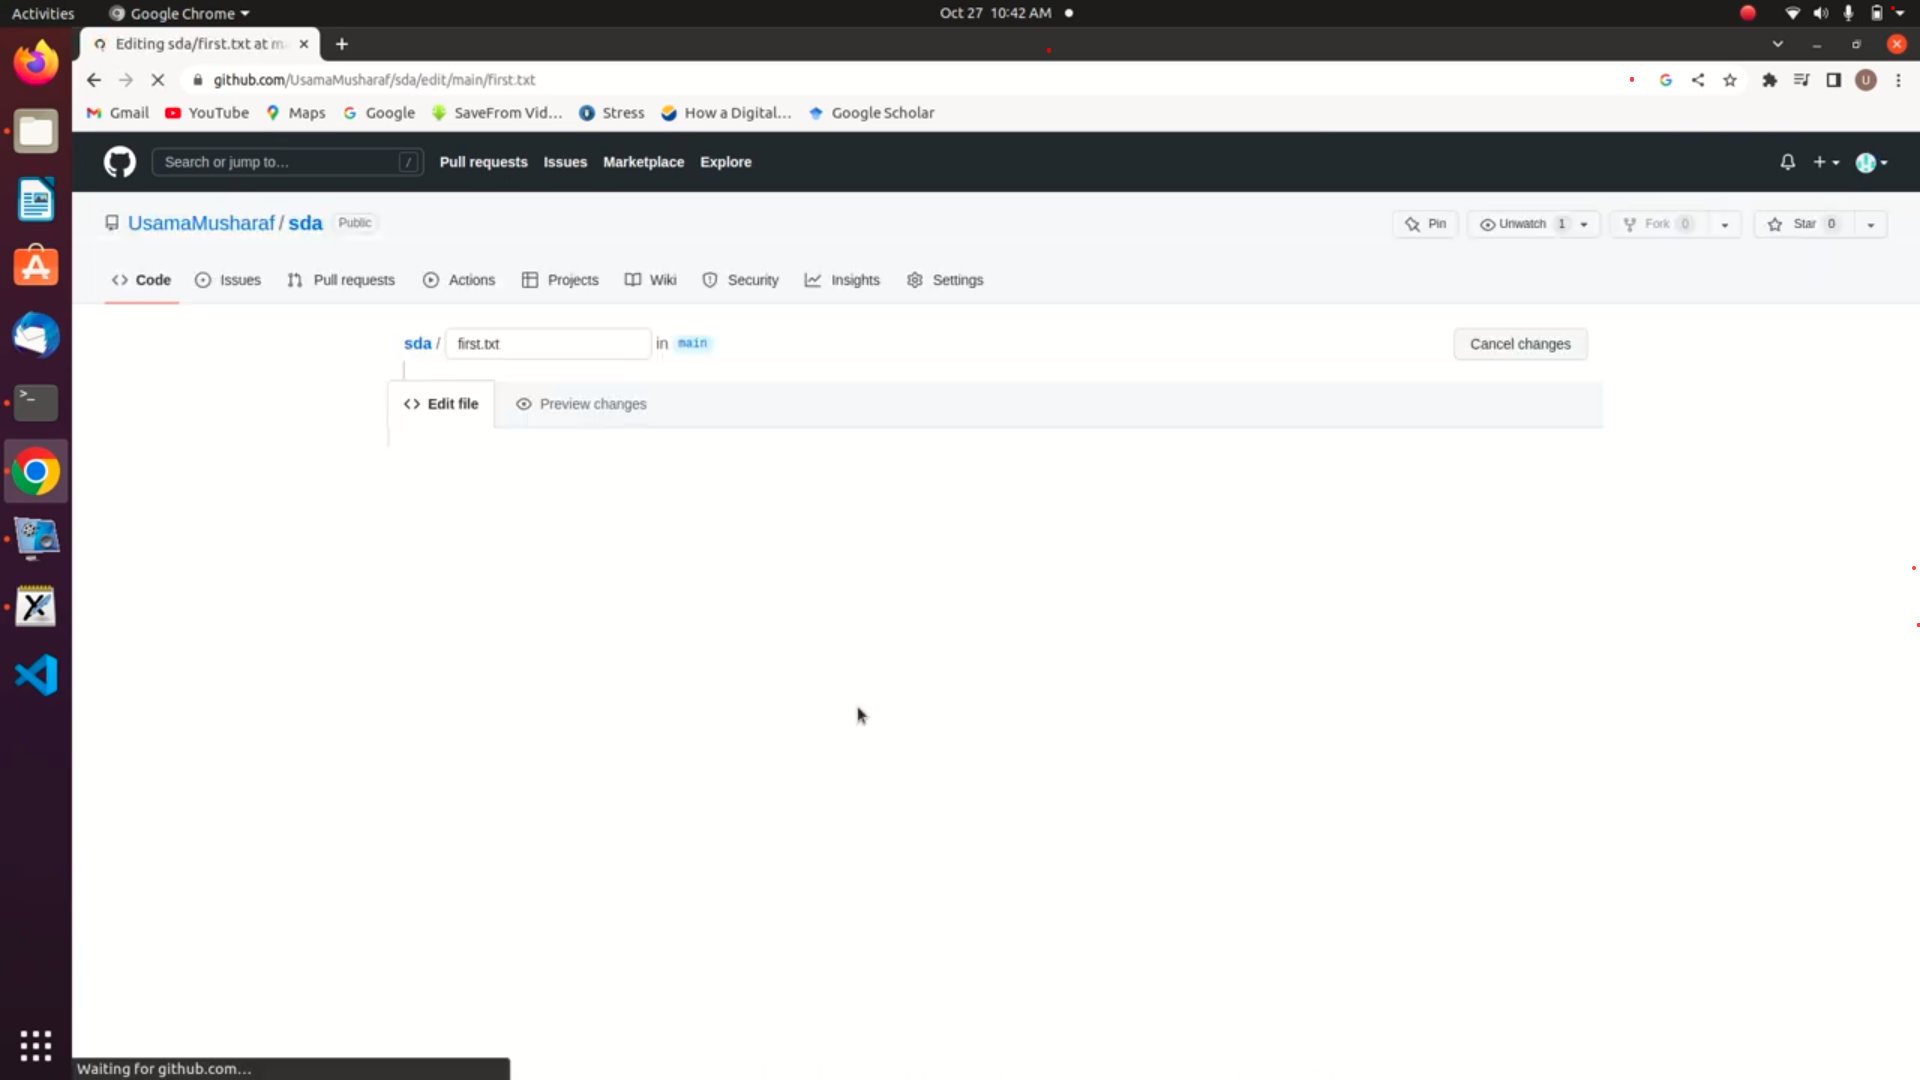 Activities Google Chrome Oct 27 10:42 AM
Editing sda/first.txt at m
github.com/UsamaMusharaf/sda/edit/main/first.txt
U
Gmail YouTube Maps Google SaveFrom Vid... Stress How a Digital... Google Scholar
Search or jump to... / Pull requests Issues Marketplace Explore
UsamaMusharaf / sda Public Pin Unwatch 1 Fork 0 Star 0
Code Issues Pull requests Actions Projects Wiki Security Insights Settings
sda / first.txt in main Cancel changes
Edit file Preview changes
Waiting for github.com...